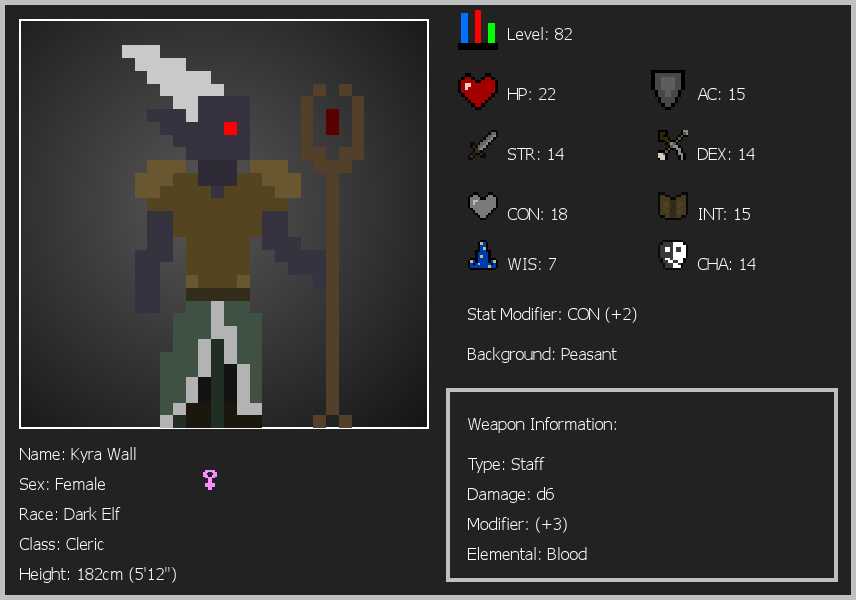 Level: 82
HP: 22
AC: 15
STR: 14
DEX: 14
CON: 18
INT: 15
WIS: 7
CHA: 14
Stat Modifier: CON (+2)
Background: Peasant
Weapon Information:
Type: Staff
Damage: d6
Modifier: (+3)
Elemental: Blood
Name: Kyra Wall
Sex: Female
Race: Dark Elf
Class: Cleric
Height: 182cm (5'12")